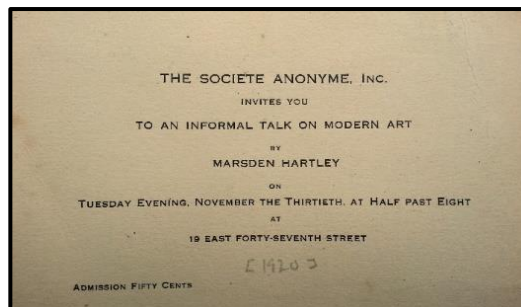 THE SOCIETE ANONYME, INC.
INVITES YOU
TO AN INFORMAL TALK ON MODERN ART
BY
MARSDEN HARTLEY
ON
TUESDAY EVENING, NOVEMBER THE THIRTIETH, AT HALF PAST EIGHT
AT
19 EAST FORTY-SEVENTH STREET
[1920]
ADMISSION FIFTY CENTS